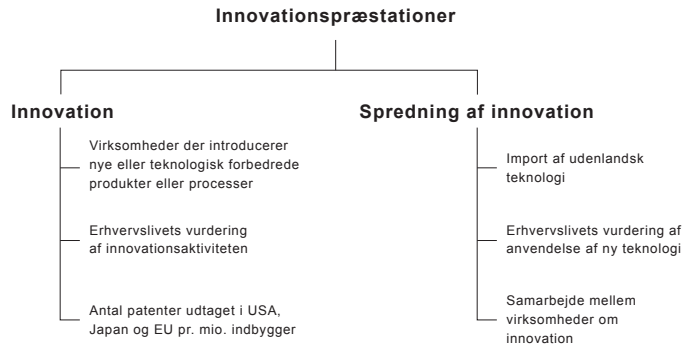 Innovationspræstationer
Innovation
Virksomheder der introducerer
nye eller teknologisk forbedrede
produkter eller processer
Erhvervslivets vurdering
af innovationsaktiviteten
Antal patenter udtaget i USA,
Japan og EU pr. mio. indbygger
Spredning af innovation
Import af udenlandsk
teknologi
Erhvervslivets vurdering af
anvendelse af ny teknologi
Samarbejde mellem
virksomheder om
innovation